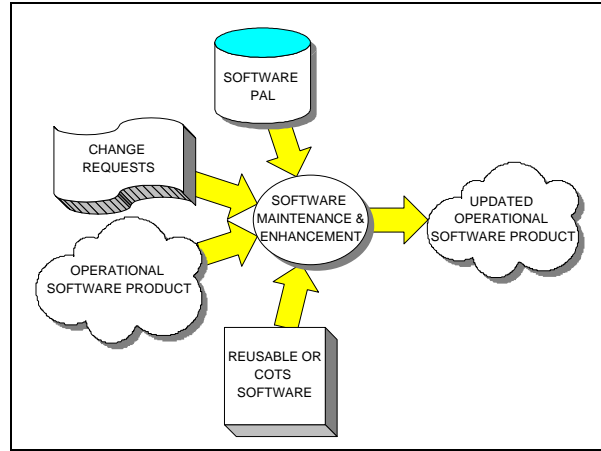 SOFTWARE
PAL
CHANGE
REQUESTS
SOFTWARE
MAINTENANCE &
ENHANCEMENT
UPDATED
OPERATIONAL
SOFTWARE PRODUCT
OPERATIONAL
SOFTWARE PRODUCT
REUSABLE OR
COTS
SOFTWARE